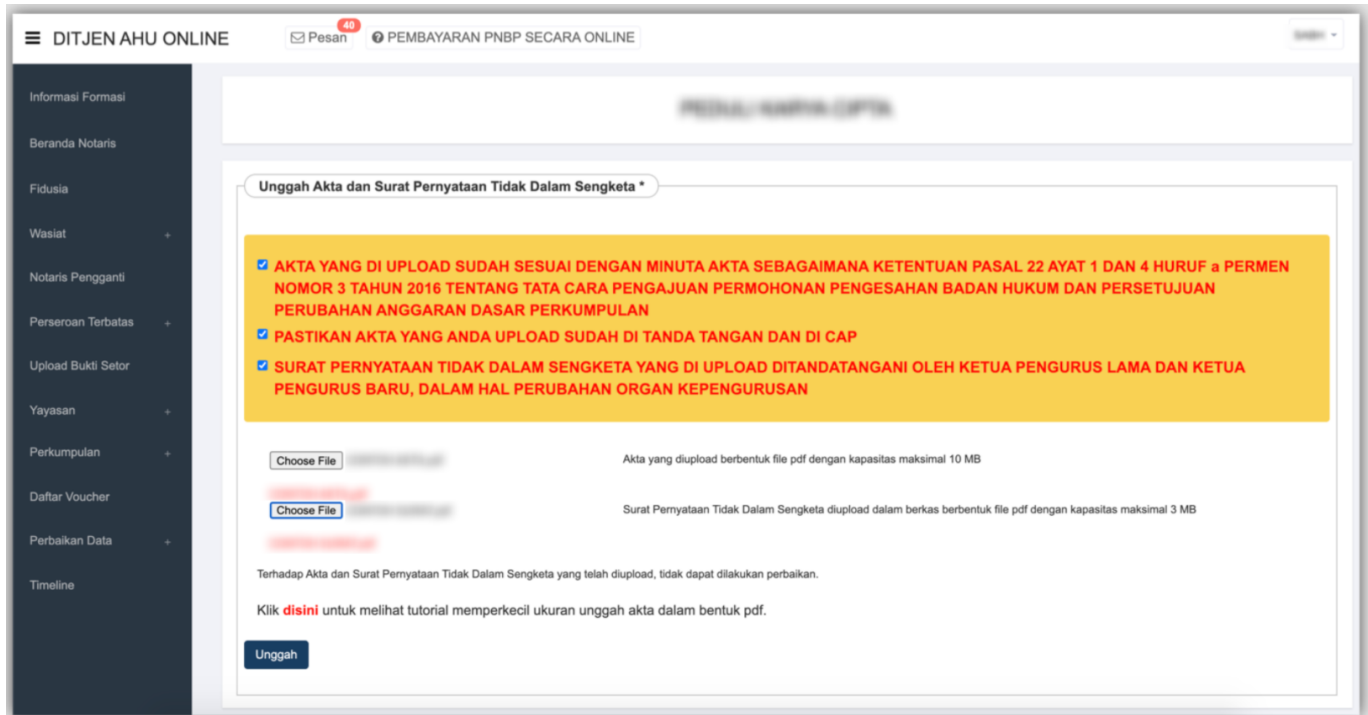 DITJEN AHU ONLINE
Pesan
40
PEMBAYARAN PNBP SECARA ONLINE
Informasi Formasi
Beranda Notaris
Fidusia
Wasiat +
Notaris Pengganti
Perseroan Terbatas +
Upload Bukti Setor
Yayasan +
Perkumpulan +
Daftar Voucher
Perbaikan Data +
Timeline
PEDULI KARYA CIPTA
Unggah Akta dan Surat Pernyataan Tidak Dalam Sengketa *
AKTA YANG DI UPLOAD SUDAH SESUAI DENGAN MINUTA AKTA SEBAGAIMANA KETENTUAN PASAL 22 AYAT 1 DAN 4 HURUF a PERMEN
NOMOR 3 TAHUN 2016 TENTANG TATA CARA PENGAJUAN PERMOHONAN PENGESAHAN BADAN HUKUM DAN PERSETUJUAN
PERUBAHAN ANGGARAN DASAR PERKUMPULAN
PASTIKAN AKTA YANG ANDA UPLOAD SUDAH DI TANDA TANGAN DAN DI CAP
SURAT PERNYATAAN TIDAK DALAM SENGKETA YANG DI UPLOAD DITANDATANGANI OLEH KETUA PENGURUS LAMA DAN KETUA
PENGURUS BARU, DALAM HAL PERUBAHAN ORGAN KEPENGURUSAN
Choose File
Akta yang diupload berbentuk file pdf dengan kapasitas maksimal 10 MB
Choose File
Surat Pernyataan Tidak Dalam Sengketa diupload dalam berkas berbentuk file pdf dengan kapasitas maksimal 3 MB
Terhadap Akta dan Surat Pernyataan Tidak Dalam Sengketa yang telah diupload, tidak dapat dilakukan perbaikan.
Klik disini untuk melihat tutorial memperkecil ukuran unggah akta dalam bentuk pdf.
Unggah